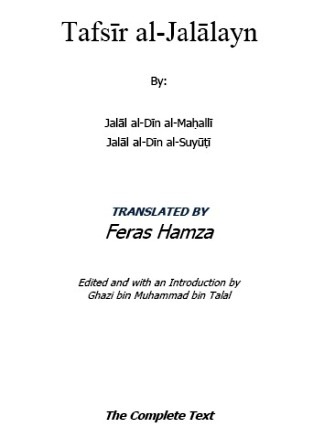 Tafsīr al-Jalālayn
By:
Jalāl al-Dīn al-Maḥallī
Jalāl al-Dīn al-Suyūṭī
TRANSLATED BY
Feras Hamza
Edited and with an Introduction by
Ghazi bin Muhammad bin Talal
The Complete Text